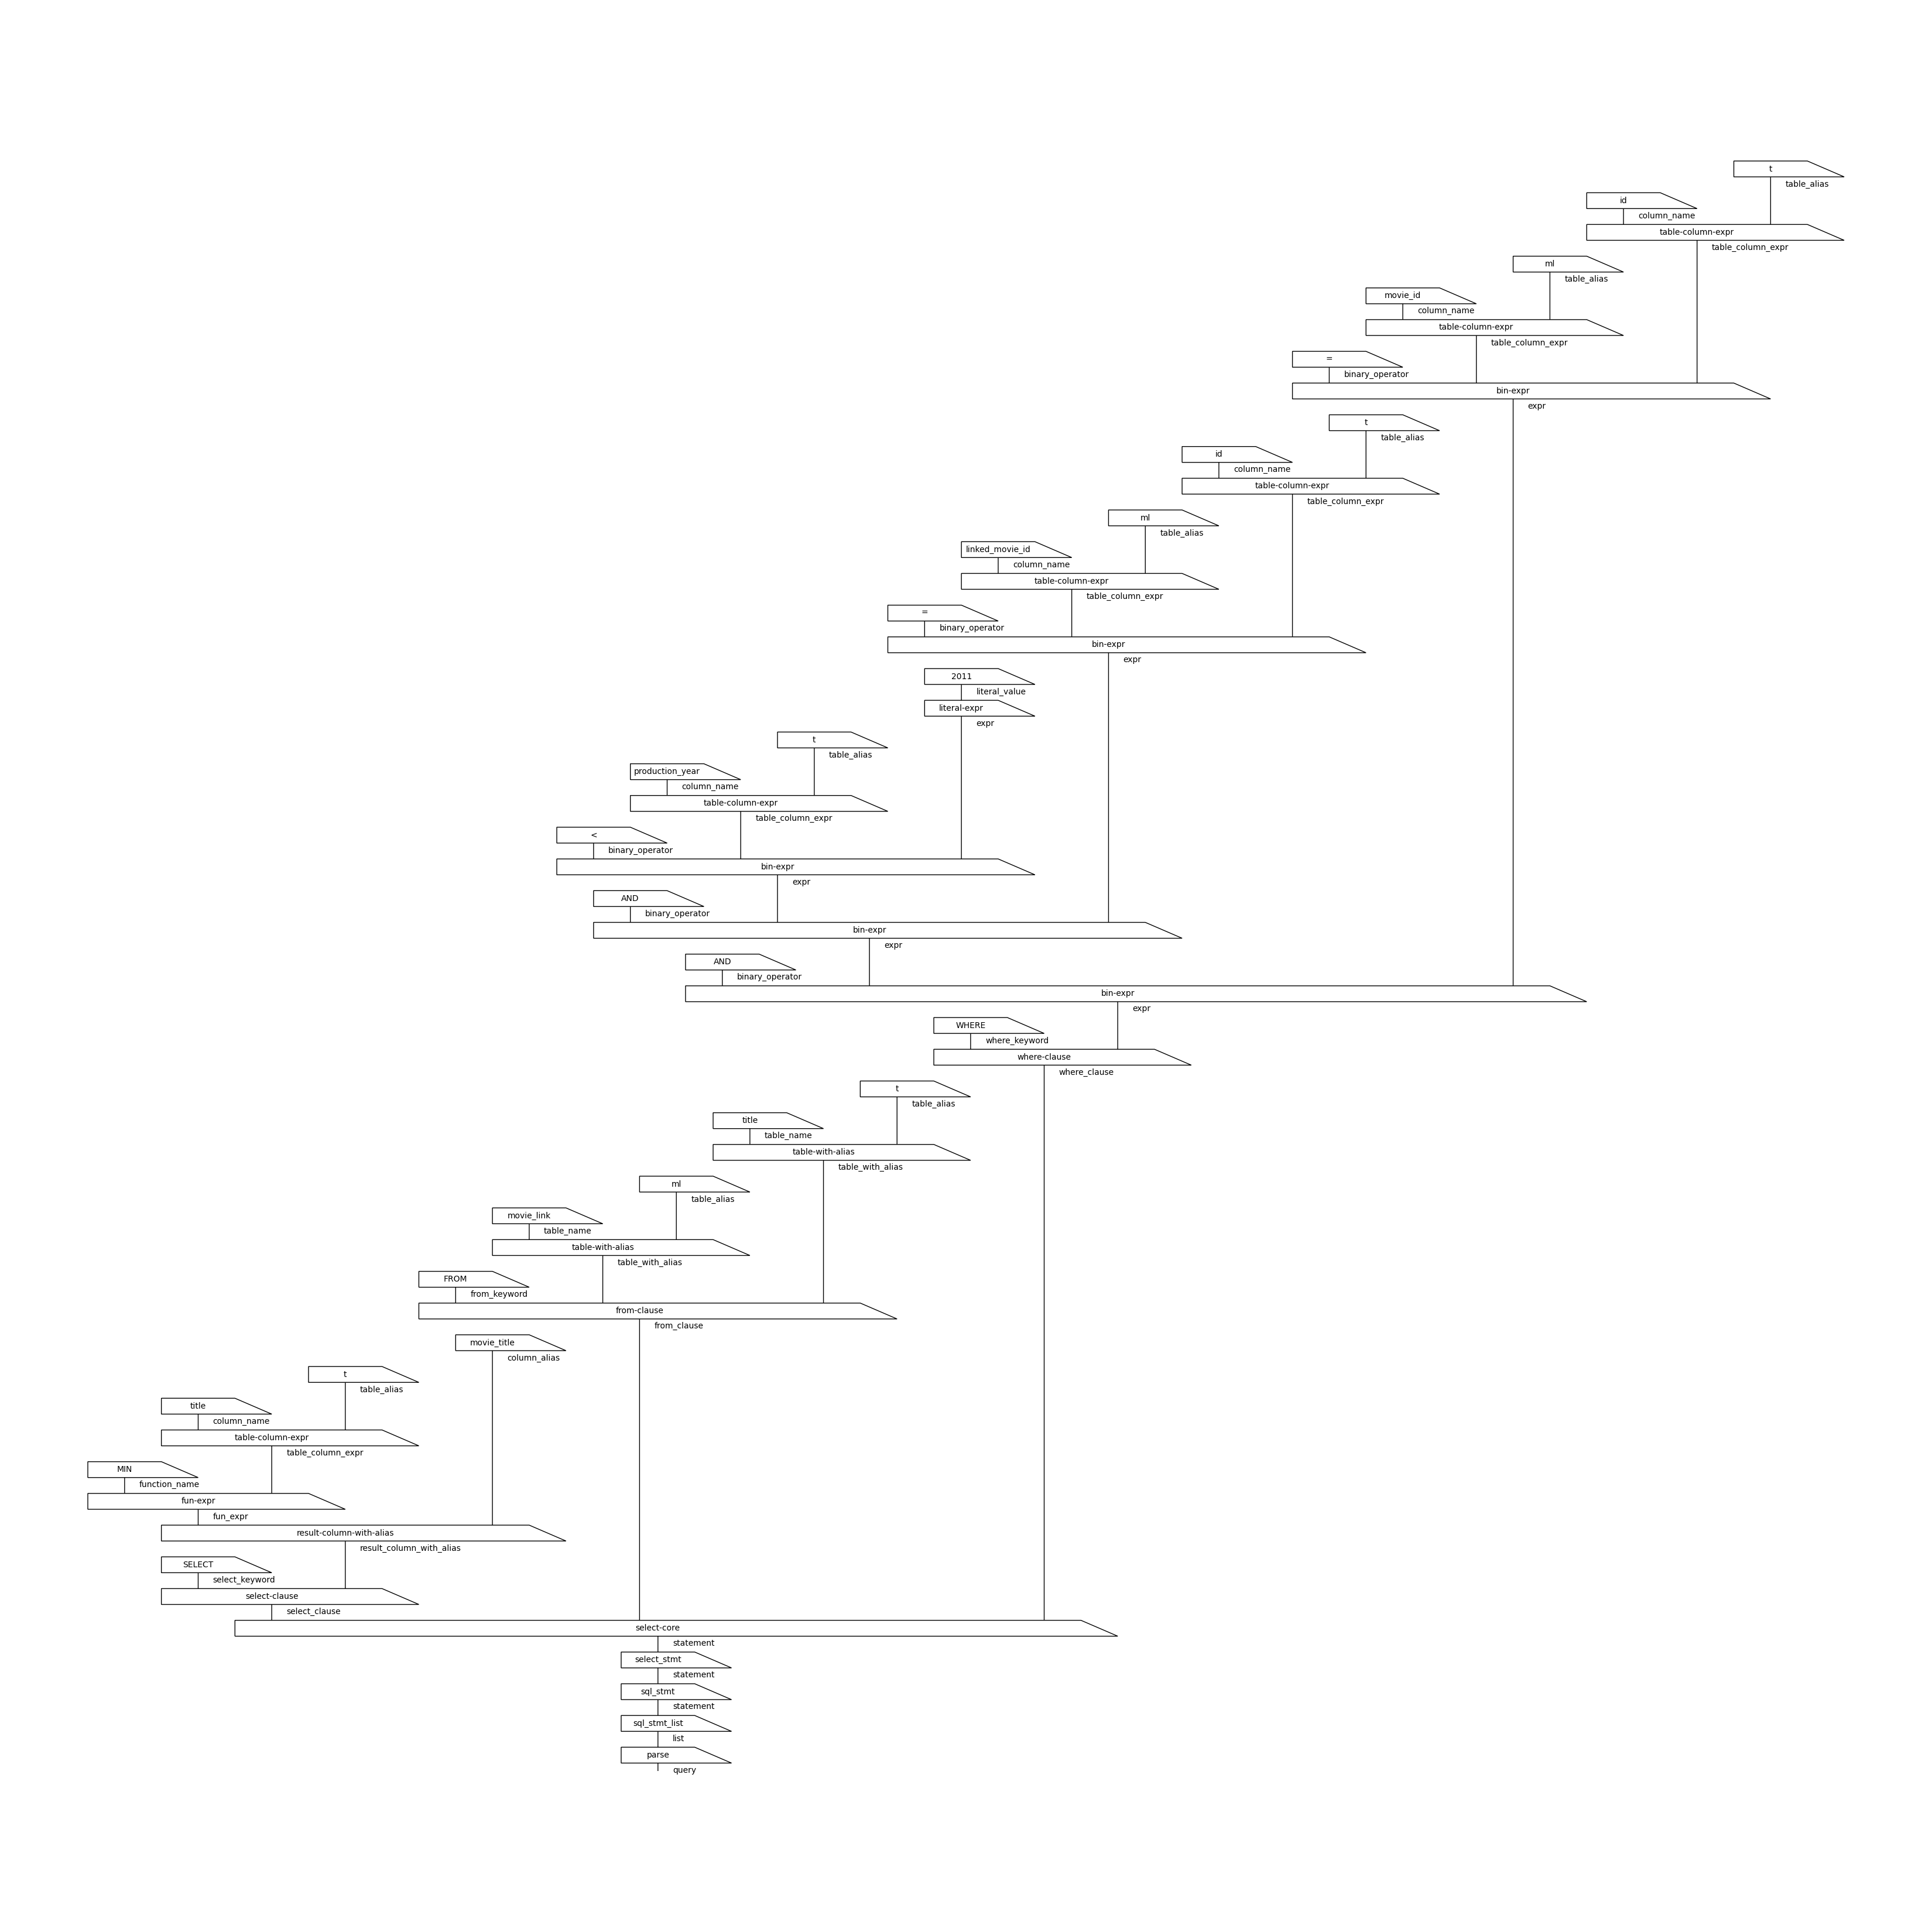 t
table_alias
id
column_name
table-column-expr
table_column_expr
ml
table_alias
movie_id
column_name
table-column-expr
table_column_expr
=
binary_operator
bin-expr
expr
t
table_alias
id
column_name
table-column-expr
table_column_expr
ml
table_alias
linked_movie_id
column_name
table-column-expr
table_column_expr
=
binary_operator
bin-expr
expr
2011
literal_value
literal-expr
expr
t
table_alias
production_year
column_name
table-column-expr
table_column_expr
<
binary_operator
bin-expr
expr
AND
binary_operator
bin-expr
expr
AND
binary_operator
bin-expr
expr
WHERE
where_keyword
where-clause
where_clause
t
table_alias
title
table_name
table-with-alias
table_with_alias
ml
table_alias
movie_link
table_name
table-with-alias
table_with_alias
FROM
from_keyword
from-clause
from_clause
movie_title
column_alias
t
table_alias
title
column_name
table-column-expr
table_column_expr
MIN
function_name
fun-expr
fun_expr
result-column-with-alias
result_column_with_alias
SELECT
select_keyword
select-clause
select_clause
select-core
statement
select_stmt
statement
sql_stmt
statement
sql_stmt_list
list
parse
query